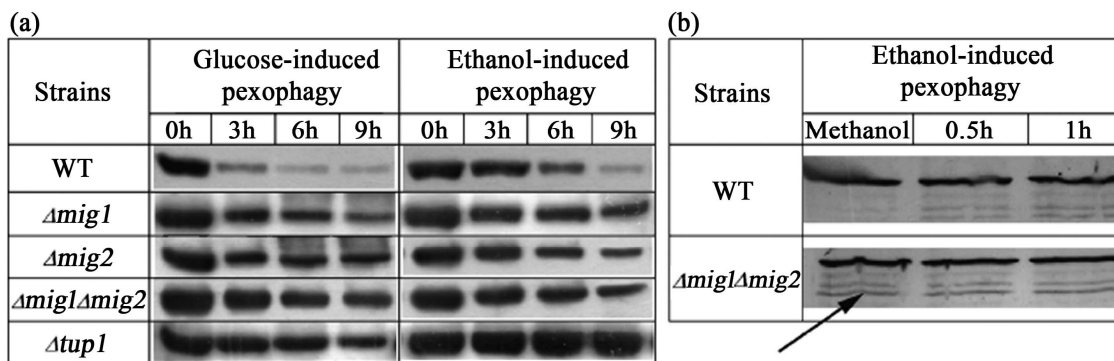 (a)
Strains
Glucose-induced
pexophagy
Ethanol-induced
pexophagy
0h 3h 6h 9h 0h 3h 6h 9h
WT
Δmig1
Δmig2
Δmig1Δmig2
Δtup1
(b)
Strains
Ethanol-induced
pexophagy
Methanol 0.5h 1h
WT
Δmig1Δmig2